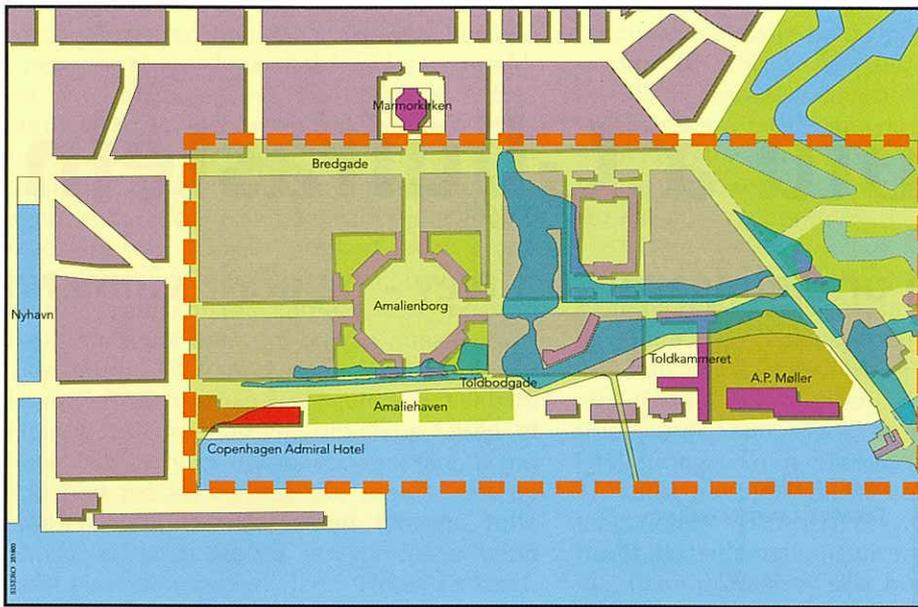 Marmorkirken
Bredgade
Nyhavn
Amalienborg
Toldkammeret
A.P. Møller
Toldbodgade
Amaliehaven
Copenhagen Admiral Hotel